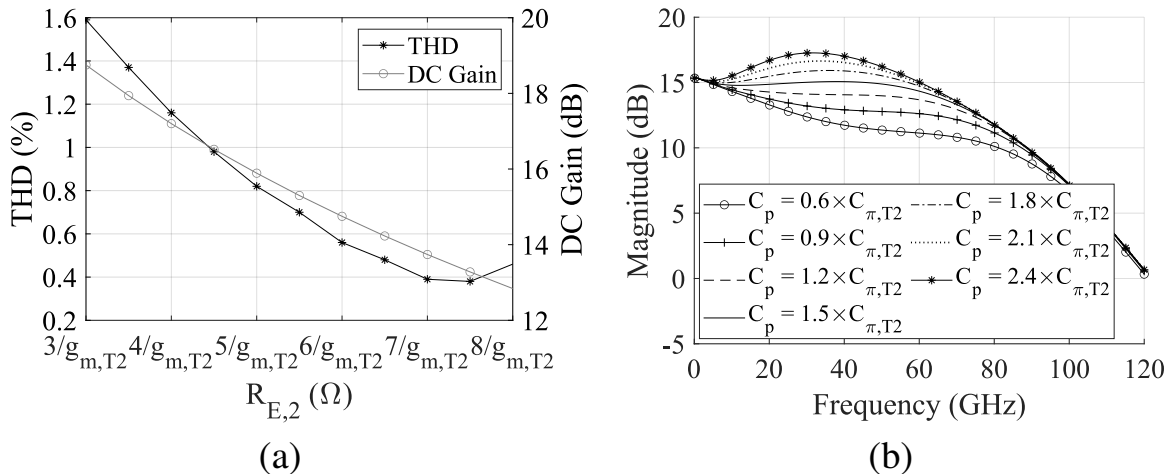 THD
DC Gain
THD (%)
1.6
1.4
1.2
1
0.8
0.6
0.4
0.2
DC Gain (dB)
20
18
16
14
12
3/g_m,T2 4/g_m,T2 5/g_m,T2 6/g_m,T2 7/g_m,T2 8/g_m,T2
R_E,2 (Ω)
(a)
Magnitude (dB)
20
15
10
5
0
-5
C_p = 0.6×C_π,T2
C_p = 0.9×C_π,T2
C_p = 1.2×C_π,T2
C_p = 1.5×C_π,T2
C_p = 1.8×C_π,T2
C_p = 2.1×C_π,T2
C_p = 2.4×C_π,T2
0 20 40 60 80 100 120
Frequency (GHz)
(b)